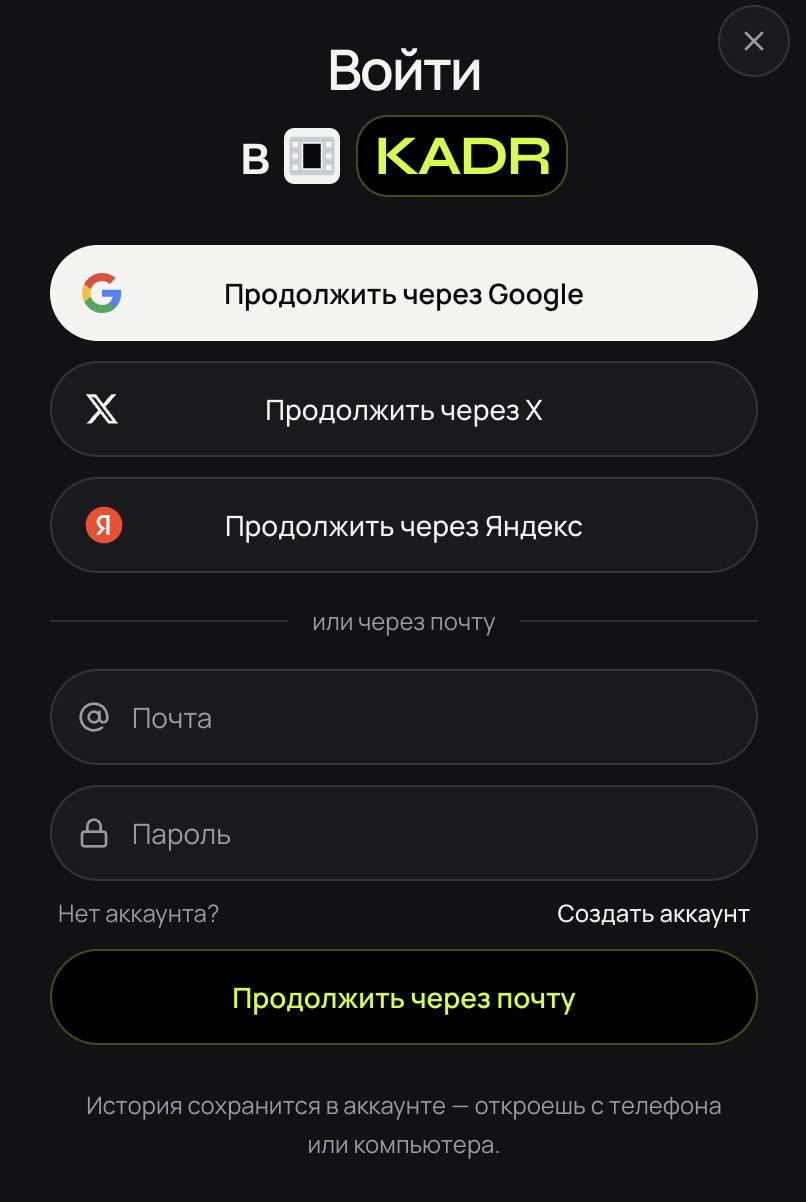 Войти
в KADR
Продолжить через Google
Продолжить через X
Продолжить через Яндекс
или через почту
Почта
Пароль
Нет аккаунта? Создать аккаунт
Продолжить через почту
История сохранится в аккаунте — откроешь с телефона
или компьютера.